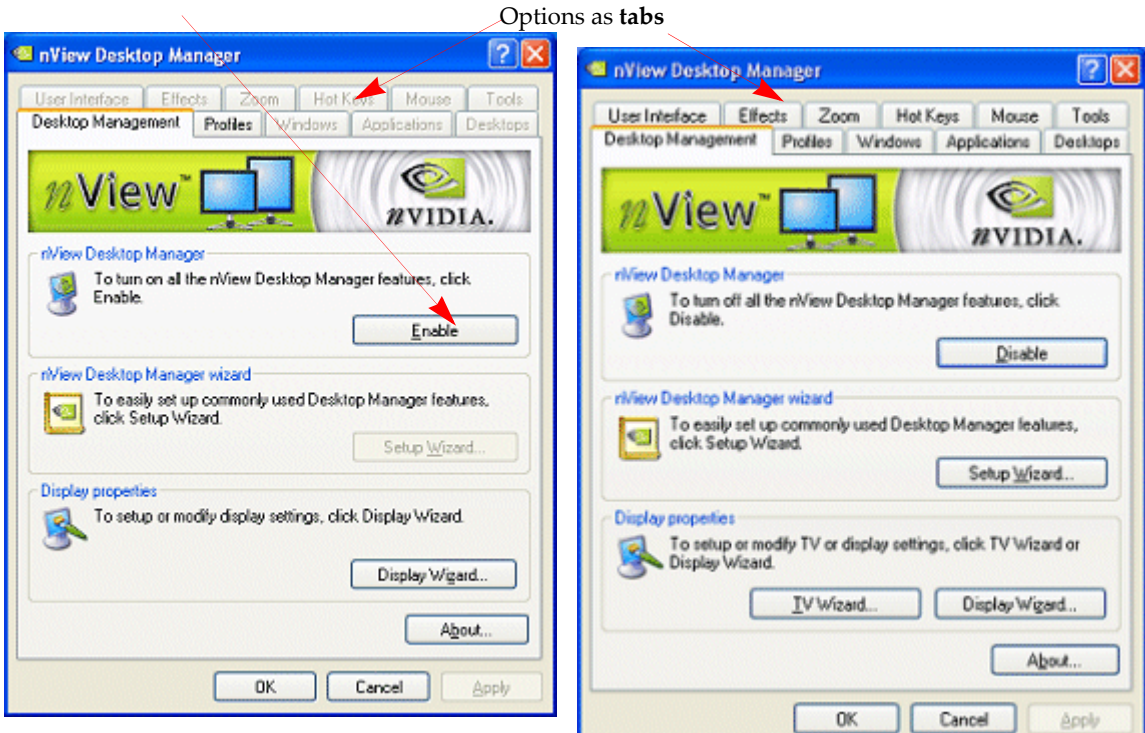 Options as tabs
nView Desktop Manager
User Interface Effects Zoom Hot Keys Mouse Tools
Desktop Management Profiles Windows Applications Desktops
nView™
nVIDIA.
nView Desktop Manager
To turn on all the nView Desktop Manager features, click
Enable.
Enable
nView Desktop Manager wizard
To easily set up commonly used Desktop Manager features,
click Setup Wizard.
Setup Wizard...
Display properties
To setup or modify display settings, click Display Wizard.
Display Wizard...
About...
OK Cancel Apply
nView Desktop Manager
User Interface Effects Zoom Hot Keys Mouse Tools
Desktop Management Profiles Windows Applications Desktops
nView™
nVIDIA.
nView Desktop Manager
To turn off all the nView Desktop Manager features, click
Disable.
Disable
nView Desktop Manager wizard
To easily set up commonly used Desktop Manager features,
click Setup Wizard.
Setup Wizard...
Display properties
To setup or modify TV or display settings, click TV Wizard or
Display Wizard.
TV Wizard... Display Wizard...
About...
OK Cancel Apply